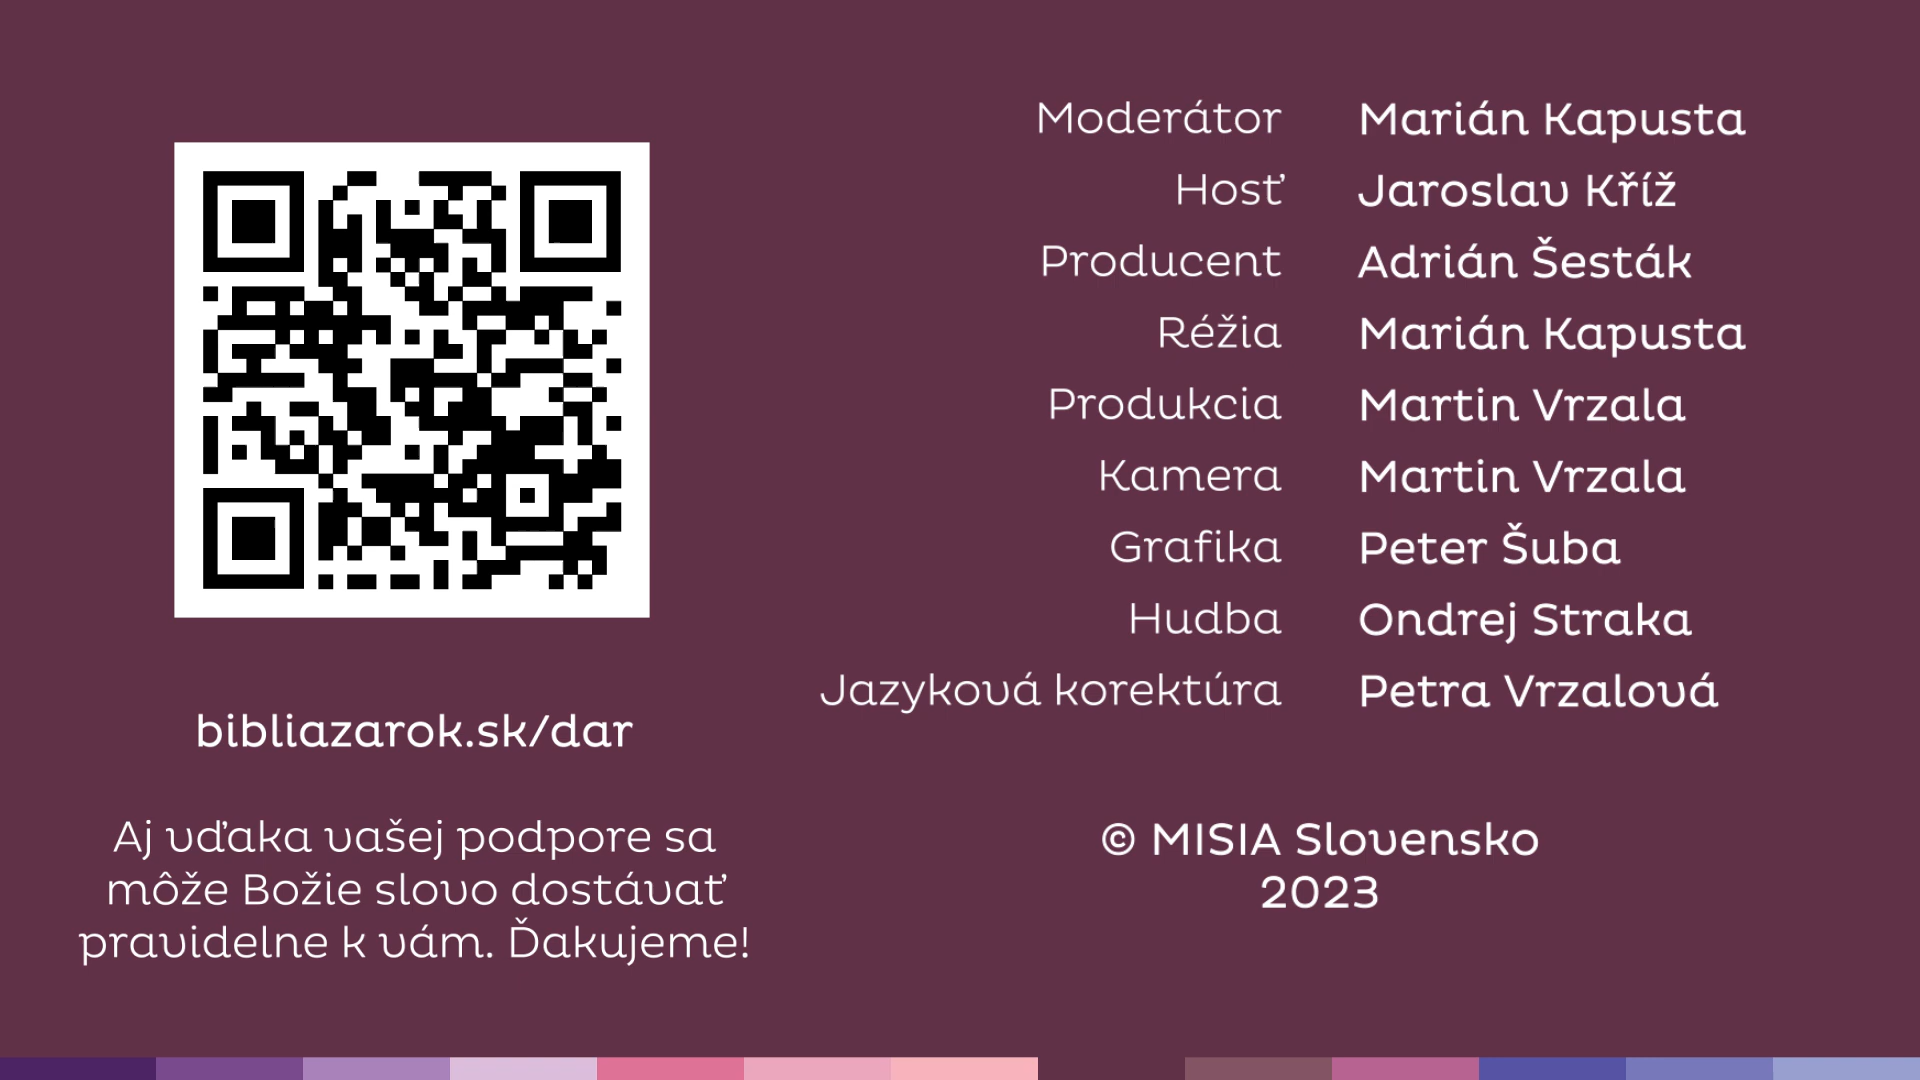 bibliazarok.sk/dar
Aj vďaka vašej podpore sa
môže Božie slovo dostávať
pravidelne k vám. Ďakujeme!
Moderátor Marián Kapusta
Hosť Jaroslav Kříž
Producent Adrián Šesták
Réžia Marián Kapusta
Produkcia Martin Vrzala
Kamera Martin Vrzala
Grafika Peter Šuba
Hudba Ondrej Straka
Jazyková korektúra Petra Vrzalová
© MISIA Slovensko
2023